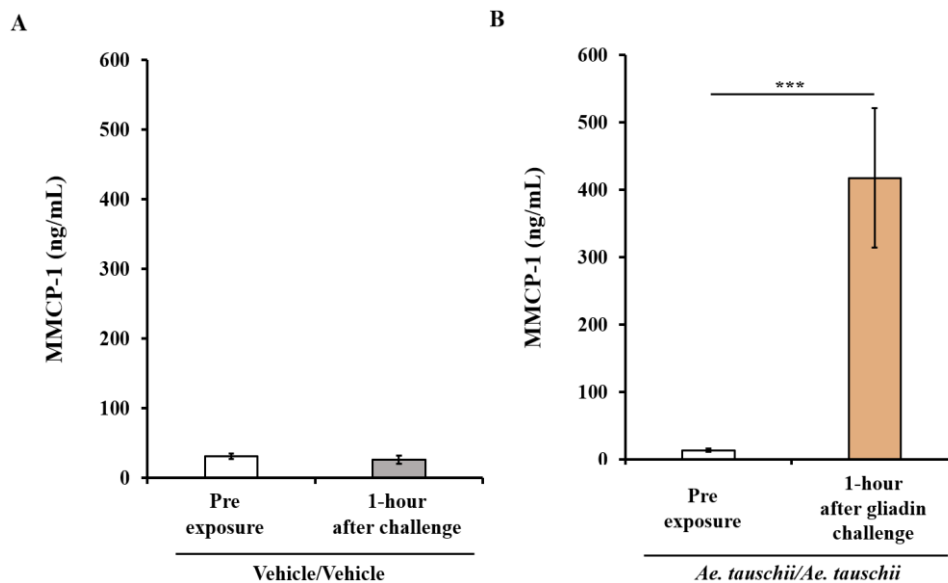 A
MMCP-1 (ng/mL)
600
500
400
300
200
100
0
Pre
exposure
1-hour
after challenge
Vehicle/Vehicle
B
MMCP-1 (ng/mL)
600
500
400
300
200
100
0
***
Pre
exposure
1-hour
after gliadin
challenge
Ae. tauschii/Ae. tauschii